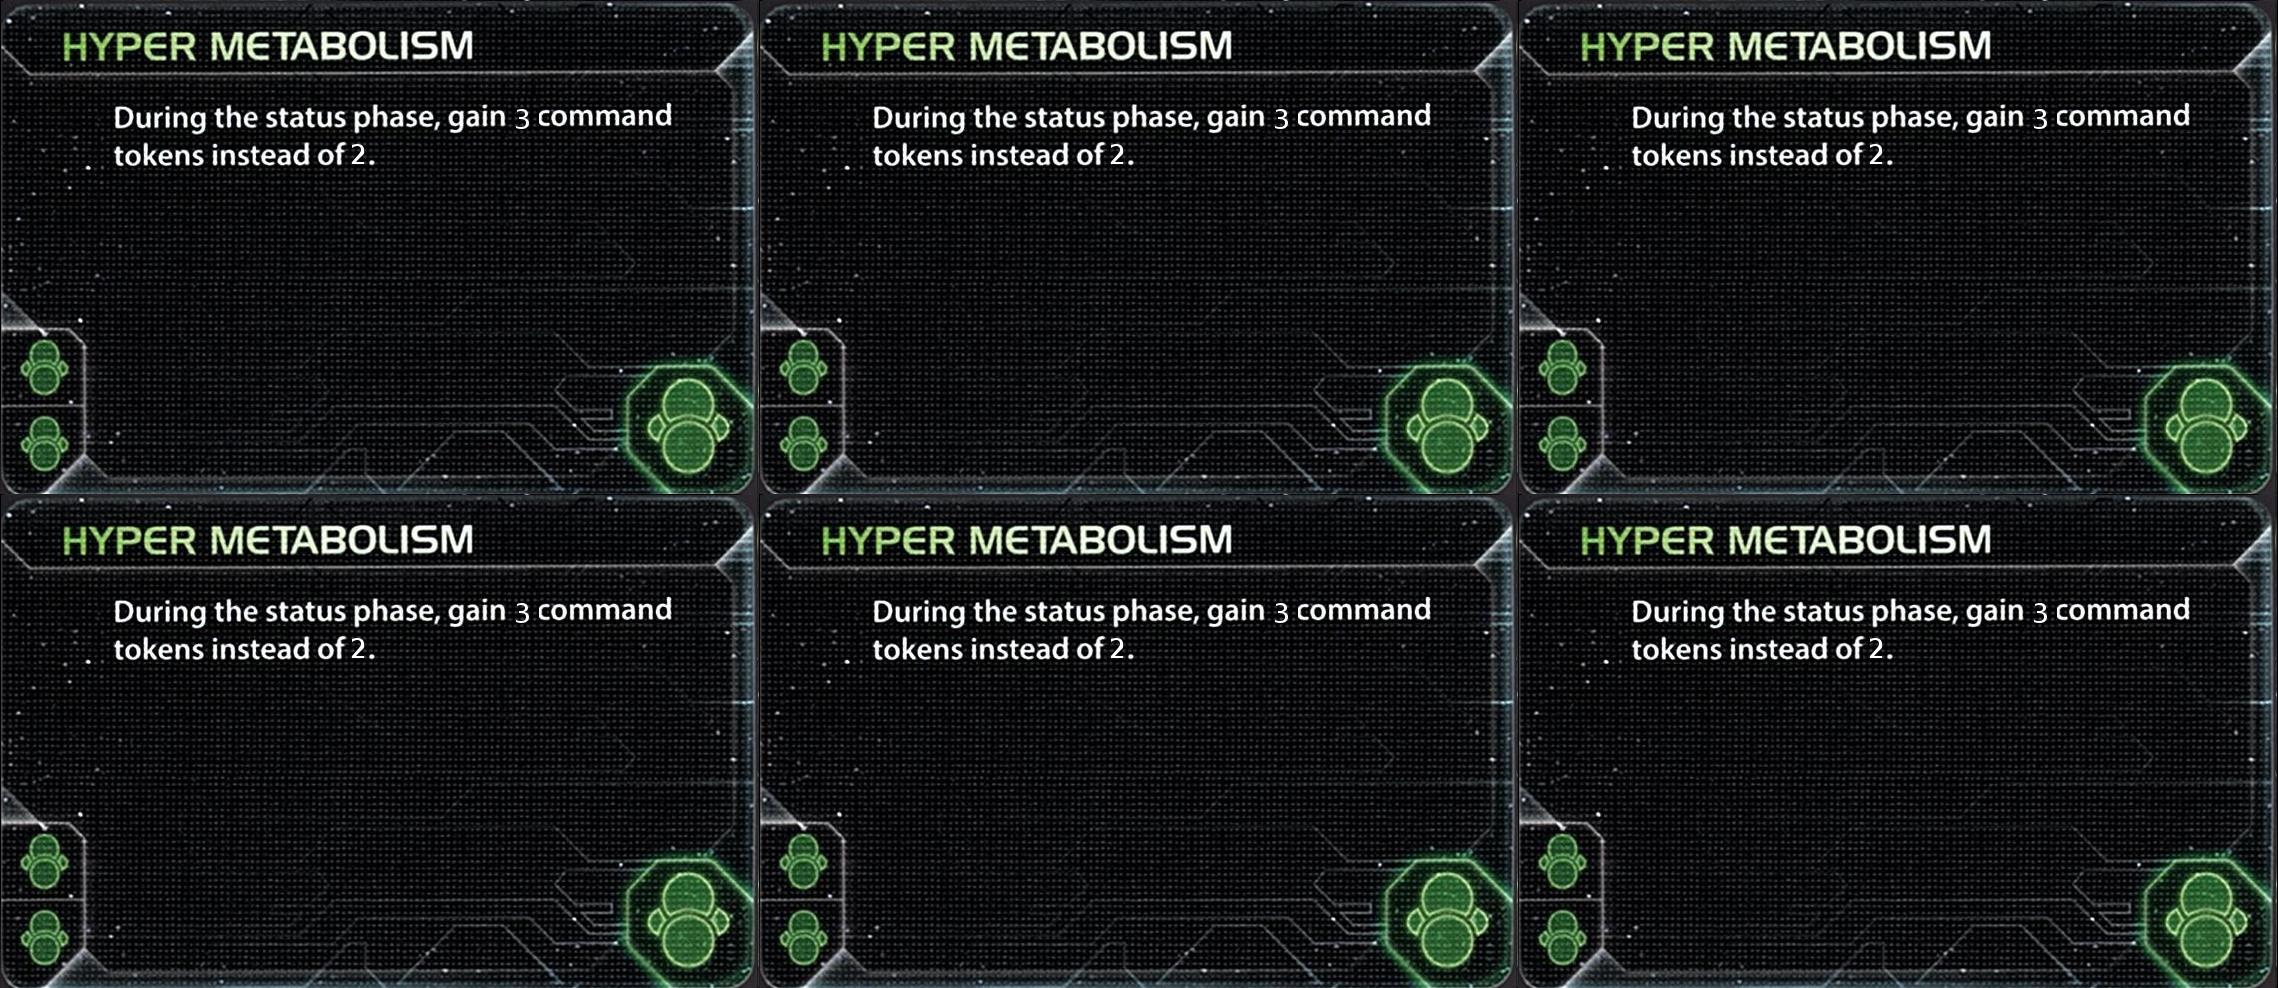 HYPER METABOLISM
During the status phase, gain 3 command
tokens instead of 2.
HYPER METABOLISM
During the status phase, gain 3 command
tokens instead of 2.
HYPER METABOLISM
During the status phase, gain 3 command
tokens instead of 2.
HYPER METABOLISM
During the status phase, gain 3 command
tokens instead of 2.
HYPER METABOLISM
During the status phase, gain 3 command
tokens instead of 2.
HYPER METABOLISM
During the status phase, gain 3 command
tokens instead of 2.